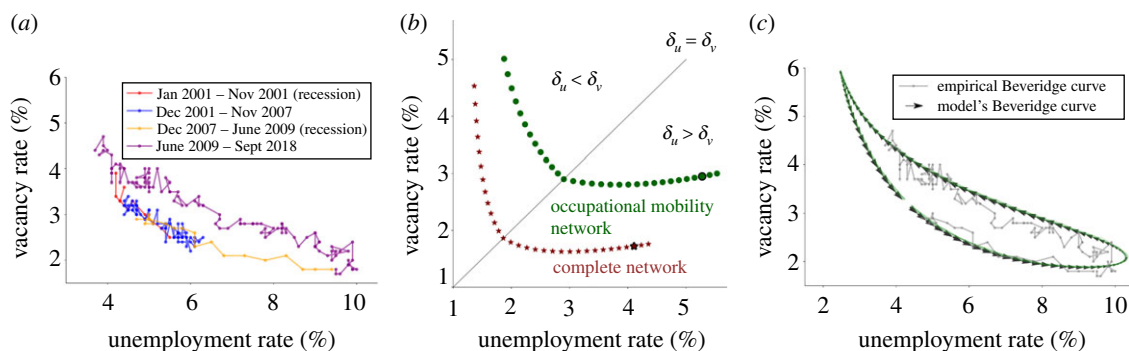 (a)
6
5
4
3
2
4
6
8
10
vacancy rate (%)
unemployment rate (%)
Jan 2001 – Nov 2001 (recession)
Dec 2001 – Nov 2007
Dec 2007 – June 2009 (recession)
June 2009 – Sept 2018
(b)
5
4
3
2
1
1
2
3
4
5
vacancy rate (%)
unemployment rate (%)
δu = δv
δu < δv
δu > δv
occupational mobility
network
complete network
(c)
6
5
4
3
2
2
4
6
8
10
vacancy rate (%)
unemployment rate (%)
empirical Beveridge curve
model's Beveridge curve